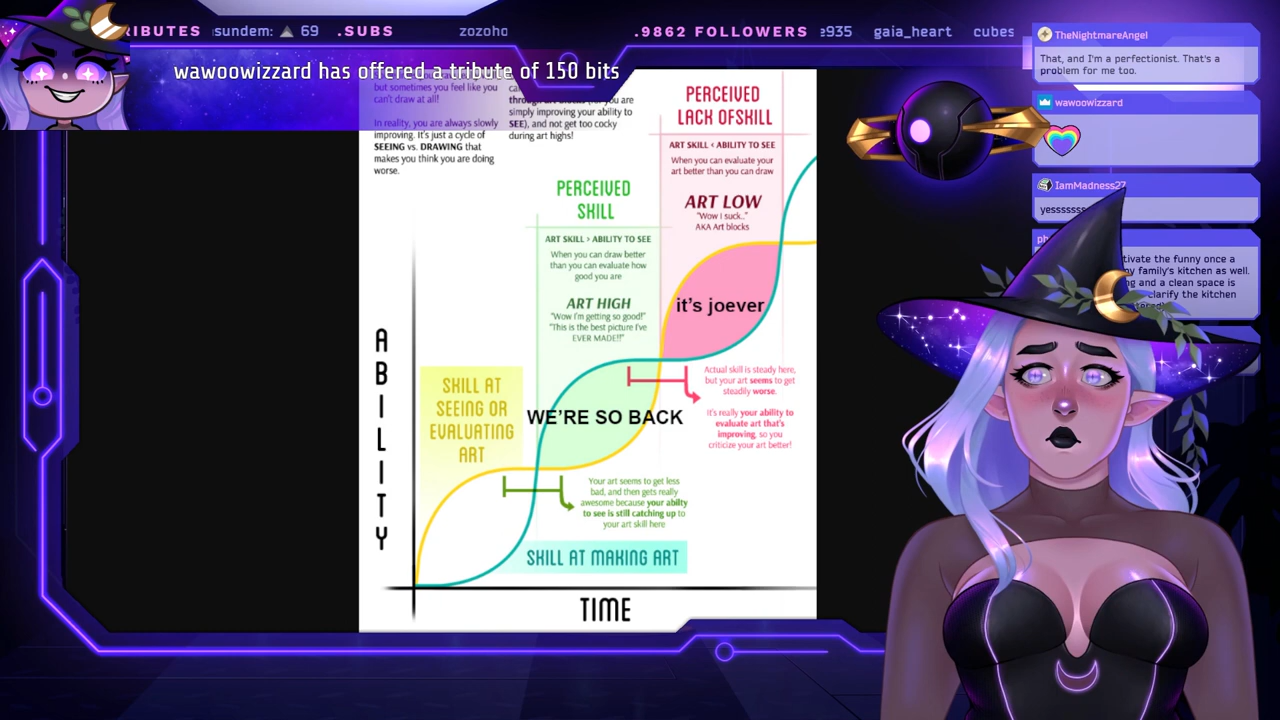 RIBUTES
sundem: 69
.SUBS
zozoho
.9862 FOLLOWERS
e935
gaia_heart
cubes
wawoowizzard has offered a tribute of 150 bits
but sometimes you feel like you
can't draw at all!
In reality, you are always slowly
improving. It's just a cycle of
SEEING vs. DRAWING that
makes you think you are doing
worse.
you are
simply improving your ability to
SEE), and not get too cocky
during art highs!
PERCEIVED
LACK OFSKILL
ART SKILL < ABILITY TO SEE
When you can evaluate your
art better than you can draw
ART LOW
"Wow I suck.."
AKA Art blocks
PERCEIVED
SKILL
ART SKILL > ABILITY TO SEE
When you can draw better
than you can evaluate how
good you are
ART HIGH
"Wow I'm getting so good!"
"This is the best picture I've
EVER MADE!!"
it's joever
WE'RE SO BACK
SKILL AT
SEEING OR
EVALUATING
ART
Actual skill is steady here,
but your art seems to get
steadily worse.
It's really your ability to
evaluate art that's
improving, so you
criticize your art better!
Your art seems to get less
bad, and then gets really
awesome because your abilty
to see is still catching up to
your art skill here
SKILL AT MAKING ART
ABILITY
TIME
TheNightmareAngel
That, and I'm a perfectionist. That's a
problem for me too.
wawoowizzard
IamMadness27
yesssssss
ph
tivate the funny once a
y family's kitchen as well.
ng and a clean space is
clarify the kitchen